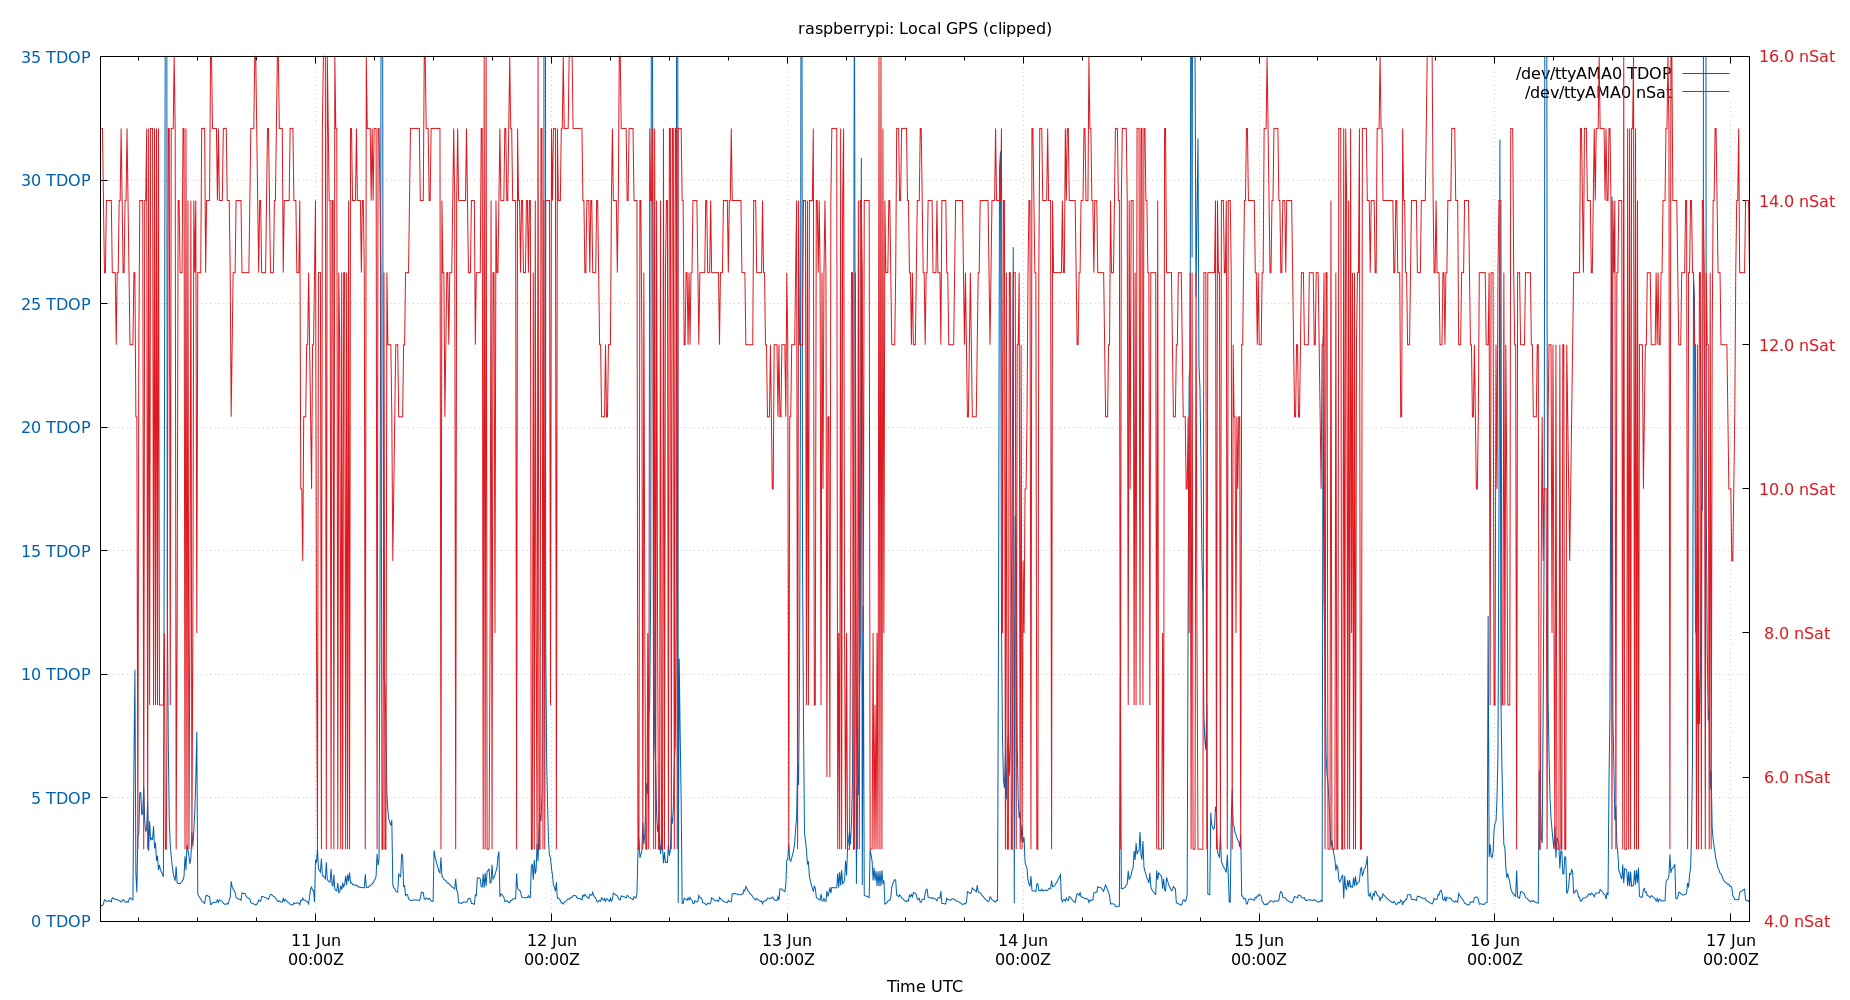 raspberrypi: Local GPS (clipped)
35 TDOP
30 TDOP
25 TDOP
20 TDOP
15 TDOP
10 TDOP
5 TDOP
0 TDOP
16.0 nSat
14.0 nSat
12.0 nSat
10.0 nSat
8.0 nSat
6.0 nSat
4.0 nSat
/dev/ttyAMA0 TDOP
/dev/ttyAMA0 nSat
11 Jun 12 Jun 13 Jun 14 Jun 15 Jun 16 Jun 17 Jun
00:00Z 00:00Z 00:00Z 00:00Z 00:00Z 00:00Z 00:00Z
Time UTC